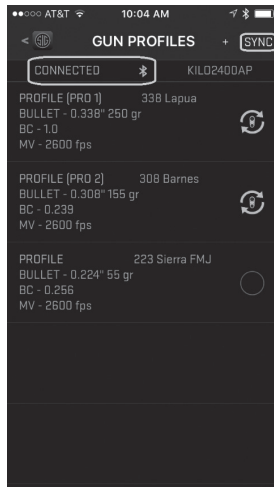 ●●○○○ AT&T 10:04 AM
< SIG GUN PROFILES + SYNC
CONNECTED KILO2400AP
PROFILE (PRO 1) 338 Lapua
BULLET - 0.338" 250 gr
BC - 1.0
MV - 2600 fps
PROFILE (PRO 2) 308 Barnes
BULLET - 0.308" 155 gr
BC - 0.239
MV - 2600 fps
PROFILE 223 Sierra FMJ
BULLET - 0.224" 55 gr
BC - 0.256
MV - 2600 fps